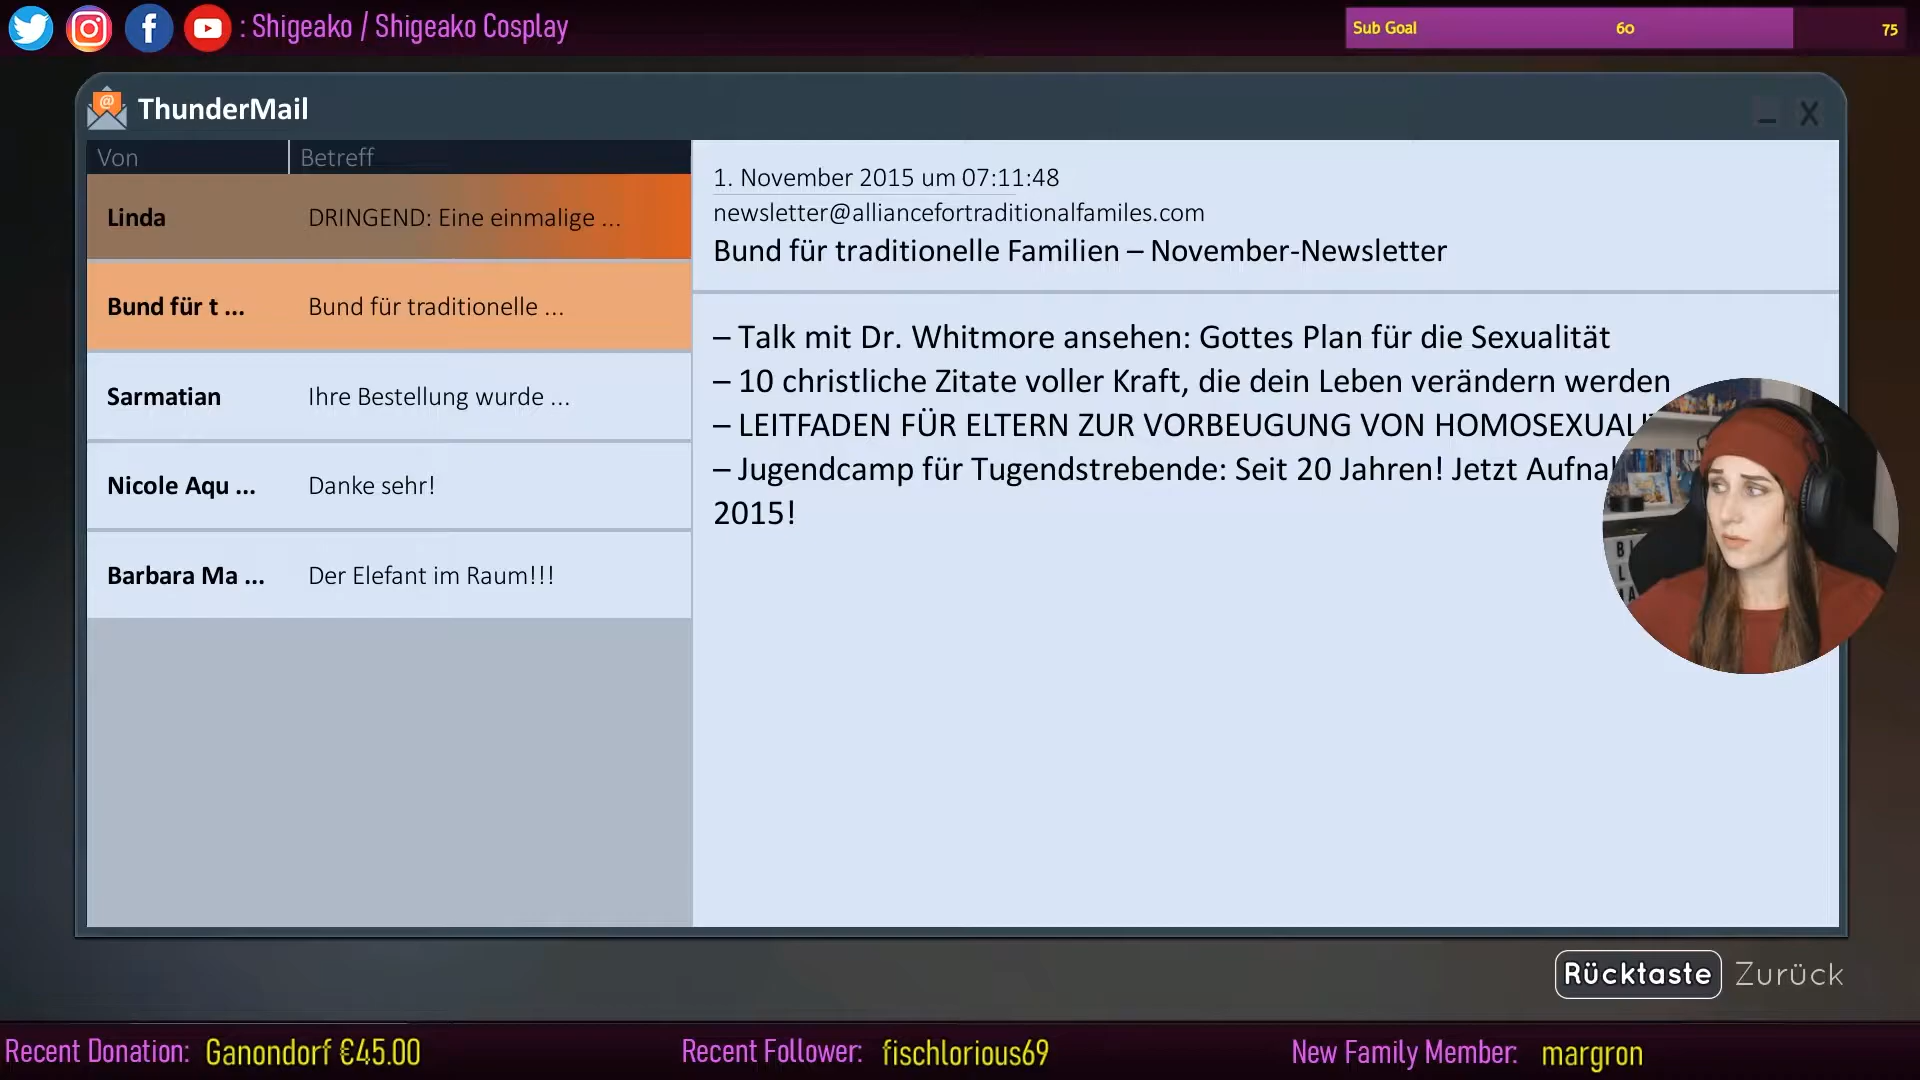 : Shigeako / Shigeako Cosplay
Sub Goal 60 75
ThunderMail
Von Betreff
Linda DRINGEND: Eine einmalige ...
Bund für t ... Bund für traditionelle ...
Sarmatian Ihre Bestellung wurde ...
Nicole Aqu ... Danke sehr!
Barbara Ma ... Der Elefant im Raum!!!
1. November 2015 um 07:11:48
newsletter@alliancefortraditionalfamiles.com
Bund für traditionelle Familien – November-Newsletter
– Talk mit Dr. Whitmore ansehen: Gottes Plan für die Sexualität
– 10 christliche Zitate voller Kraft, die dein Leben verändern werden
– LEITFADEN FÜR ELTERN ZUR VORBEUGUNG VON
– Jugendcamp für Tugendstrebende: Seit 20 Jahren! Jetzt
2015!
Rücktaste Zurück
Recent Donation: Ganondorf €45.00 Recent Follower: fischlorious69 New Family Member: margron